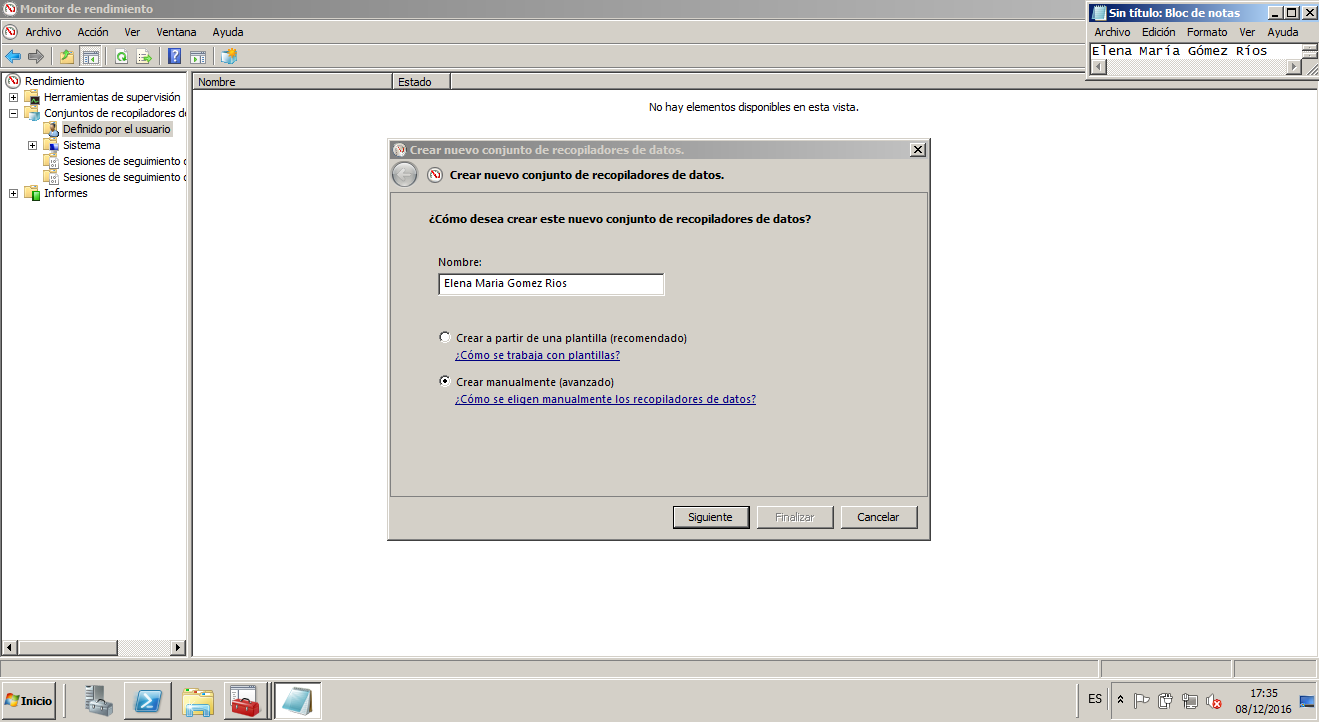 Monitor de rendimiento
Archivo Acción Ver Ventana Ayuda
Sin título: Bloc de notas
Archivo Edición Formato Ver Ayuda
Elena María Gómez Ríos
Rendimiento
Herramientas de supervisión
Conjuntos de recopiladores d
Definido por el usuario
Sistema
Sesiones de seguimiento
Sesiones de seguimiento
Informes
Nombre Estado
No hay elementos disponibles en esta vista.
Crear nuevo conjunto de recopiladores de datos.
Crear nuevo conjunto de recopiladores de datos.
¿Cómo desea crear este nuevo conjunto de recopiladores de datos?
Nombre:
Elena Maria Gomez Rios
Crear a partir de una plantilla (recomendado)
¿Cómo se trabaja con plantillas?
Crear manualmente (avanzado)
¿Cómo se eligen manualmente los recopiladores de datos?
Siguiente Finalizar Cancelar
Inicio
ES
17:35
08/12/2016